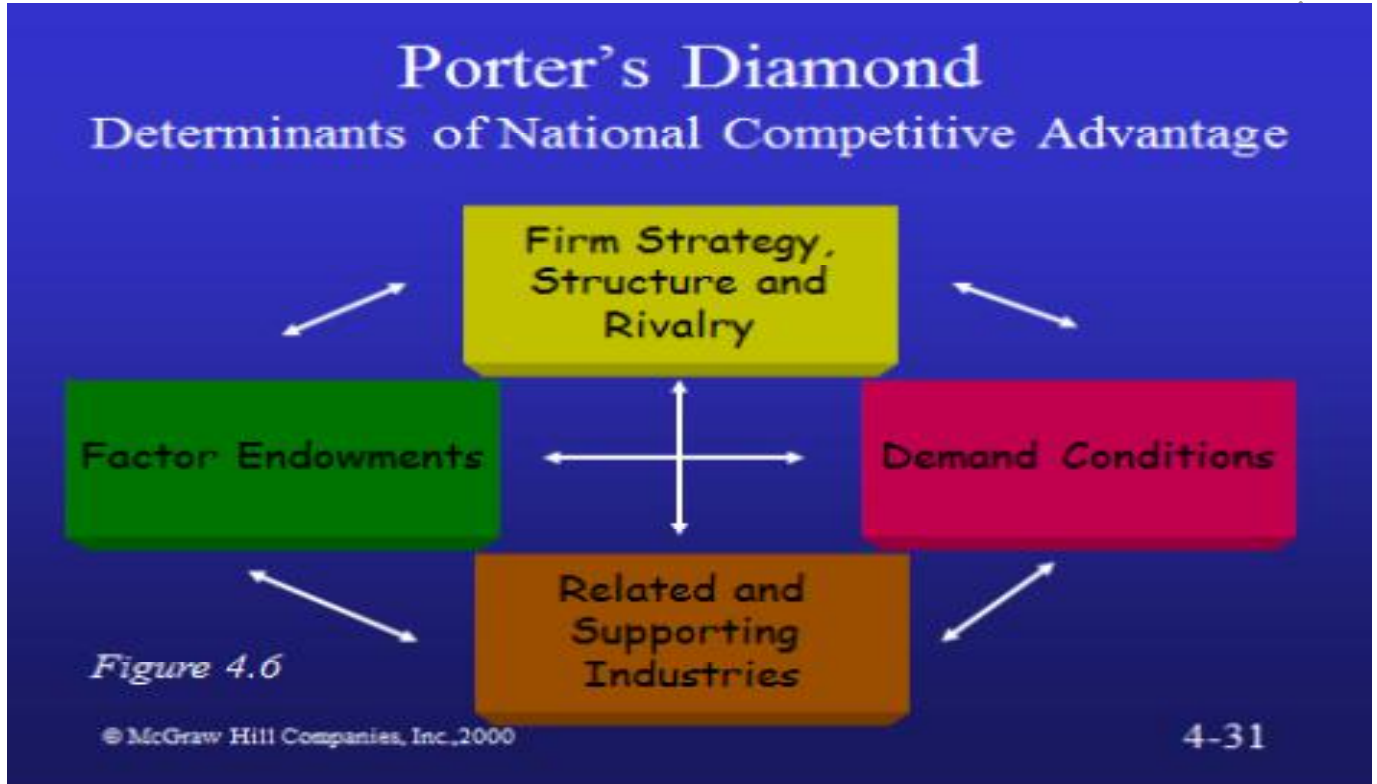 Porter's Diamond
Determinants of National Competitive Advantage
Firm Strategy,
Structure and
Rivalry
Factor Endowments
Demand Conditions
Related and
Supporting
Industries
Figure 4.6
© McGraw Hill Companies, Inc.,2000
4-31